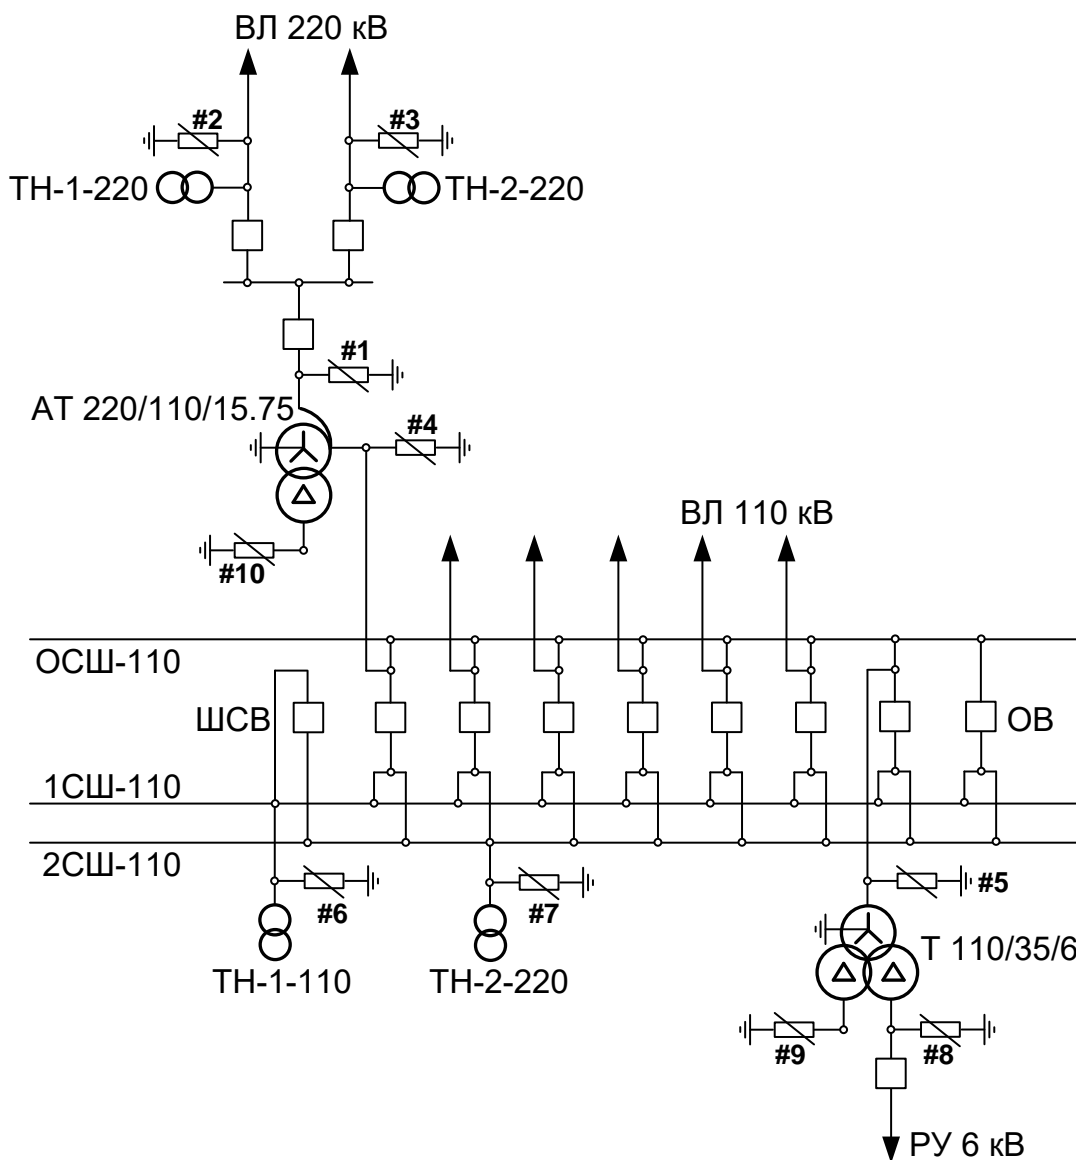 ВЛ 220 кВ
#2
#3
ТН-1-220
ТН-2-220
#1
АТ 220/110/15.75
#4
#10
ВЛ 110 кВ
ОСШ-110
ШСВ
ОВ
1СШ-110
2СШ-110
#6
#7
#5
ТН-1-110
ТН-2-220
Т 110/35/6
#9
#8
РУ 6 кВ